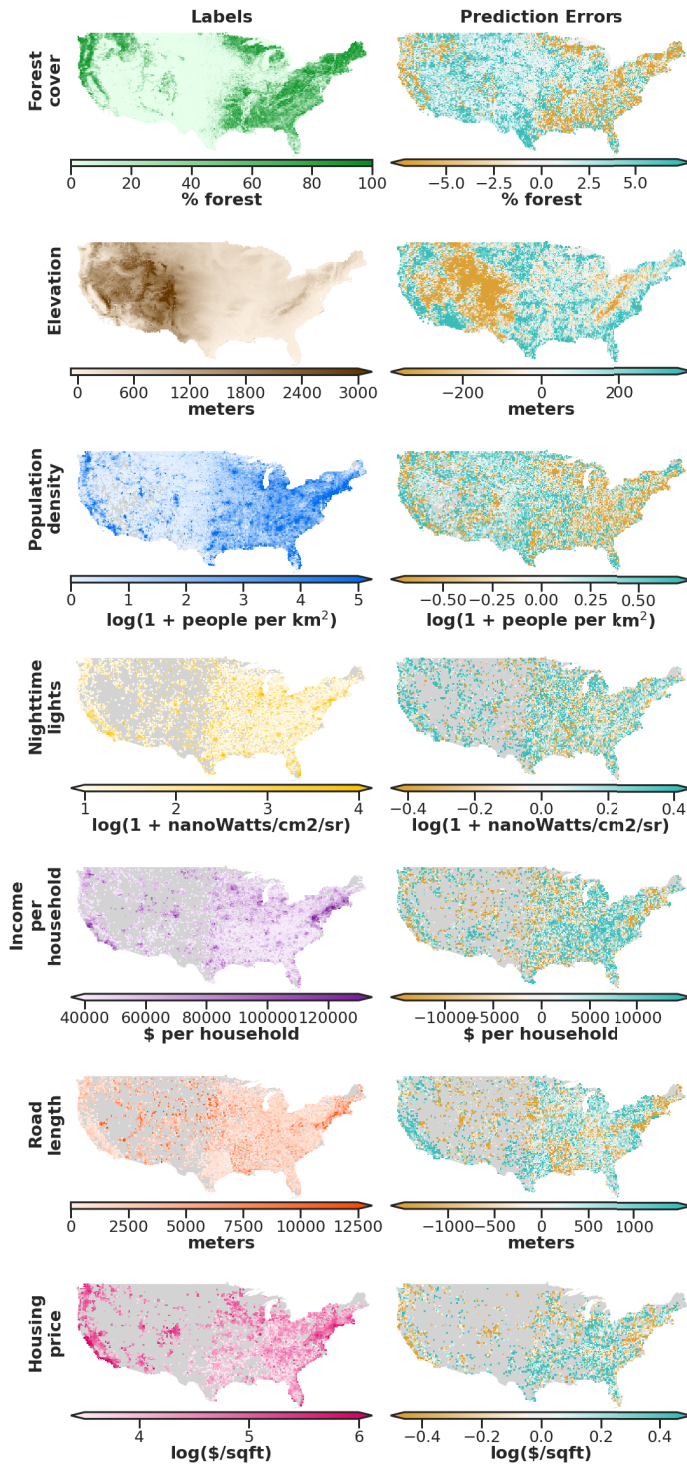 Labels
Prediction Errors
Forest
cover
0 20 40 60 80 100
% forest
−5.0 −2.5 0.0 2.5 5.0
% forest
Elevation
0 600 1200 1800 2400 3000
meters
−200 0 200
meters
Population
density
0 1 2 3 4 5
log(1 + people per km²)
−0.50 −0.25 0.00 0.25 0.50
log(1 + people per km²)
Nighttime
lights
1 2 3 4
log(1 + nanoWatts/cm2/sr)
−0.4 −0.2 0.0 0.2 0.4
log(1 + nanoWatts/cm2/sr)
Income
per
household
40000 60000 80000 100000 120000
$ per household
−10000 −5000 0 5000 10000
$ per household
Road
length
0 2500 5000 7500 10000 12500
meters
−1000 −500 0 500 1000
meters
Housing
price
4 5 6
log($/sqft)
−0.4 −0.2 0.0 0.2 0.4
log($/sqft)